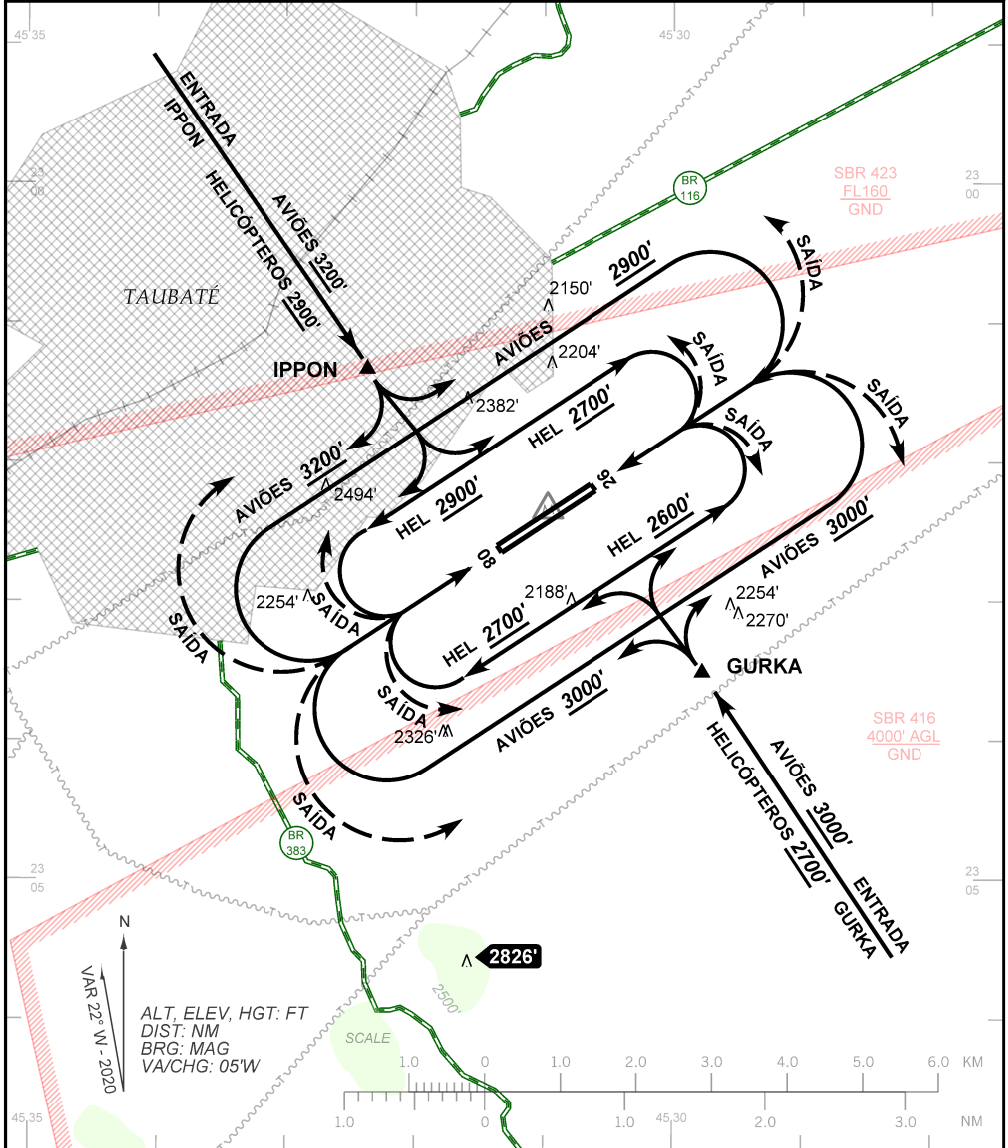 45 35
45 30
ENTRADA
IPPON
AVIÕES 3200'
HELICÓPTEROS 2900'
23
00
BR
116
SBR 423
FL160
GND
23
00
TAUBATÉ
2900'
AVIÕES
SAÍDA
2150'
2204'
IPPON
2382'
HEL 2700'
SAÍDA
SAÍDA
SAÍDA
AVIÕES 3200'
2494'
HEL 2900'
26
08
HEL 2600'
AVIÕES 3000'
2254'
SAÍDA
SAÍDA
2188'
2254'
2270'
HEL 2700'
GURKA
SAÍDA
2326'
AVIÕES 3000'
SBR 416
4000' AGL
GND
SAÍDA
BR
383
AVIÕES 3000'
HELICÓPTEROS 2700'
ENTRADA
GURKA
23
05
23
05
N
VAR 22° W - 2020
2826'
2500'
ALT, ELEV, HGT: FT
DIST: NM
BRG: MAG
VA/CHG: 05'W
SCALE
1.0 0 1.0 2.0 3.0 4.0 5.0 6.0 KM
45 35
1.0 0 1.0 45 30 2.0 3.0 NM